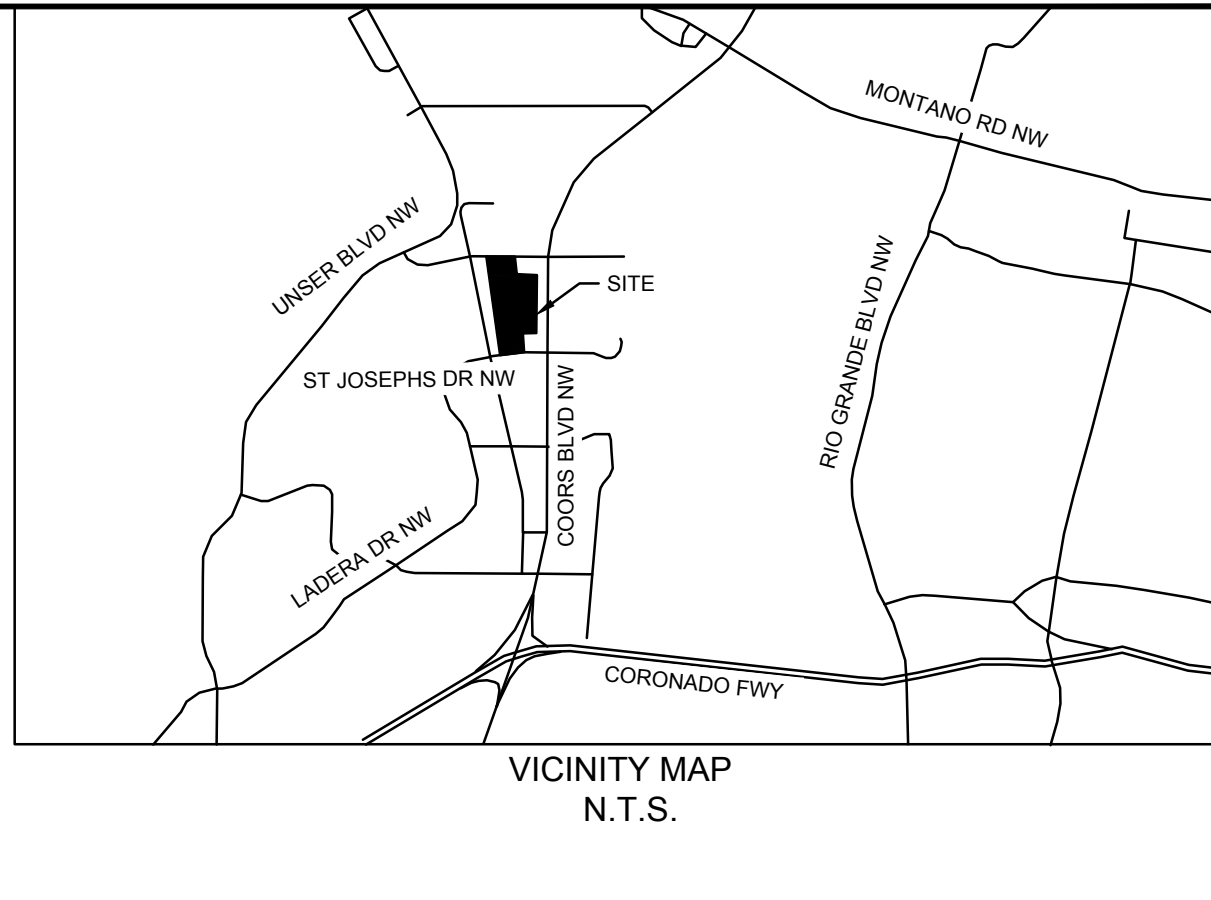 MONTANO RD NW
UNSER BLVD NW
SITE
RIO GRANDE BLVD NW
ST JOSEPHS DR NW
COORS BLVD NW
LADERA DR NW
CORONADO FWY
VICINITY MAP
N.T.S.